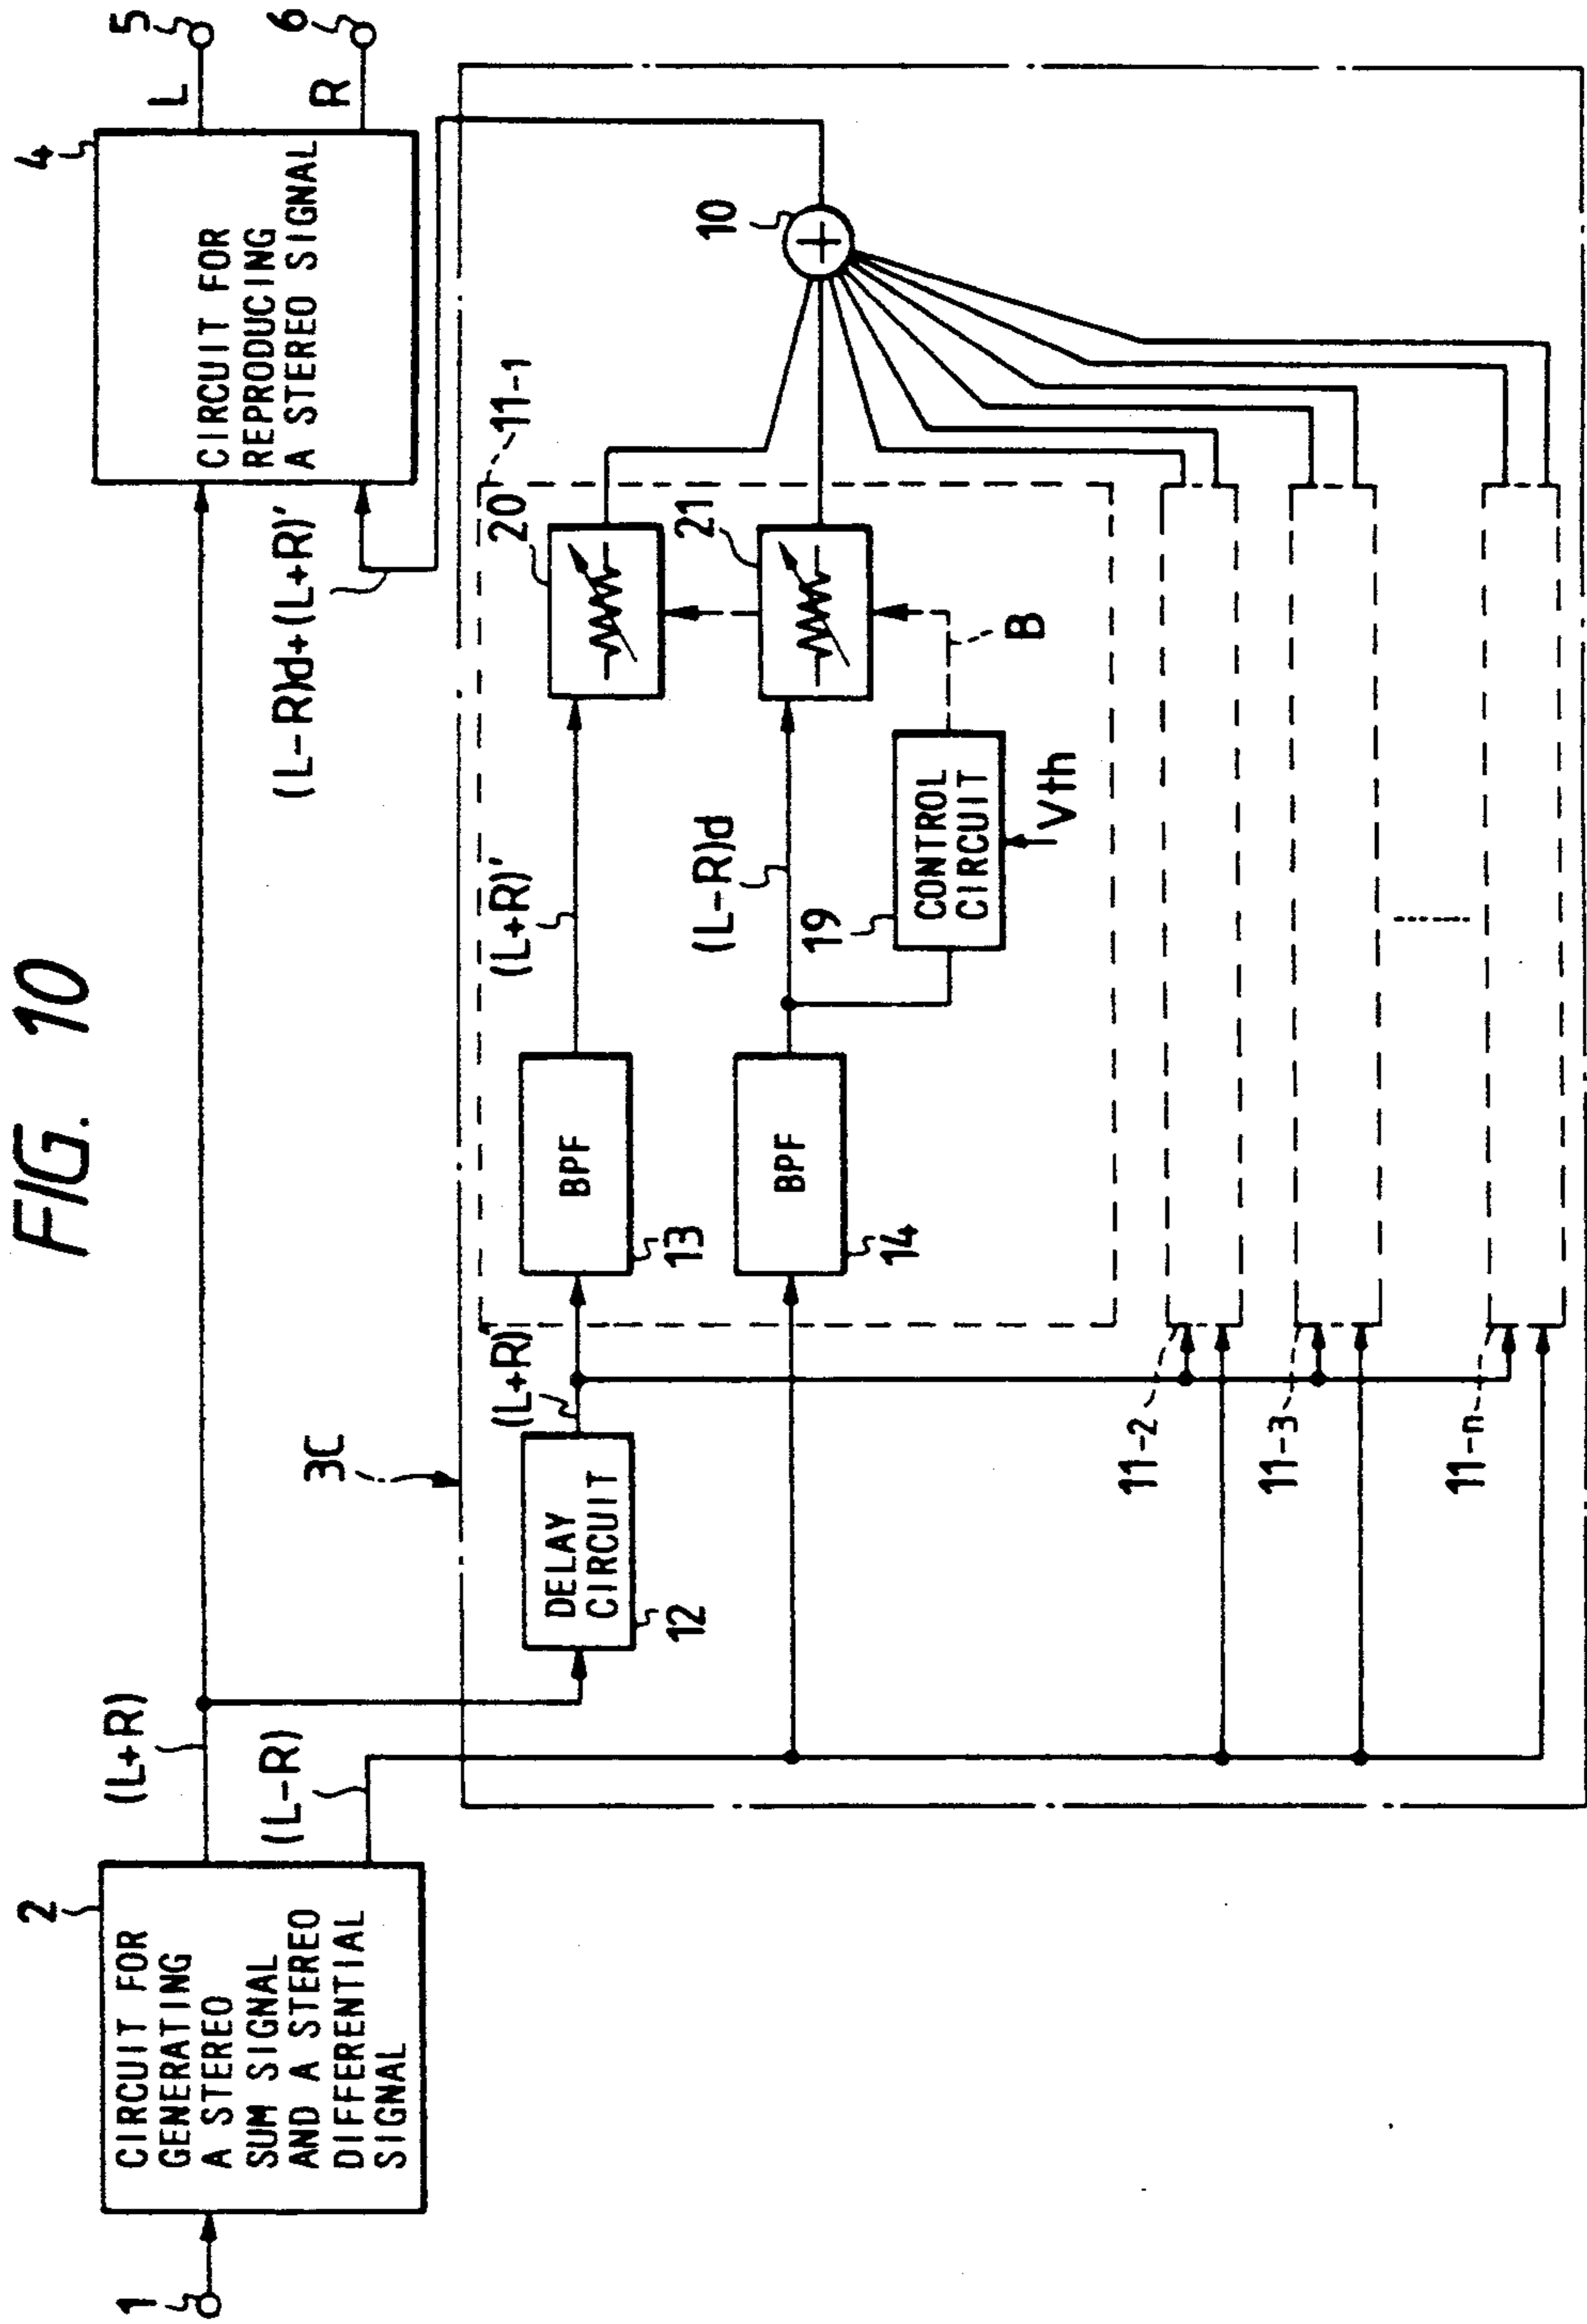 FIG. 10
1
2
CIRCUIT FOR
GENERATING
A STEREO
SUM SIGNAL
AND A STEREO
DIFFERENTIAL
SIGNAL
(L+R)
(L-R)
4
CIRCUIT FOR
REPRODUCING
A STEREO SIGNAL
L
5
R
6
(L-R)d+(L+R)'
3C
DELAY
CIRCUIT
12
(L+R)'
BPF
13
(L+R)'
20
11-1
BPF
14
(L-R)d
21
10
19
CONTROL
CIRCUIT
B
Vth
11-2
11-3
11-n